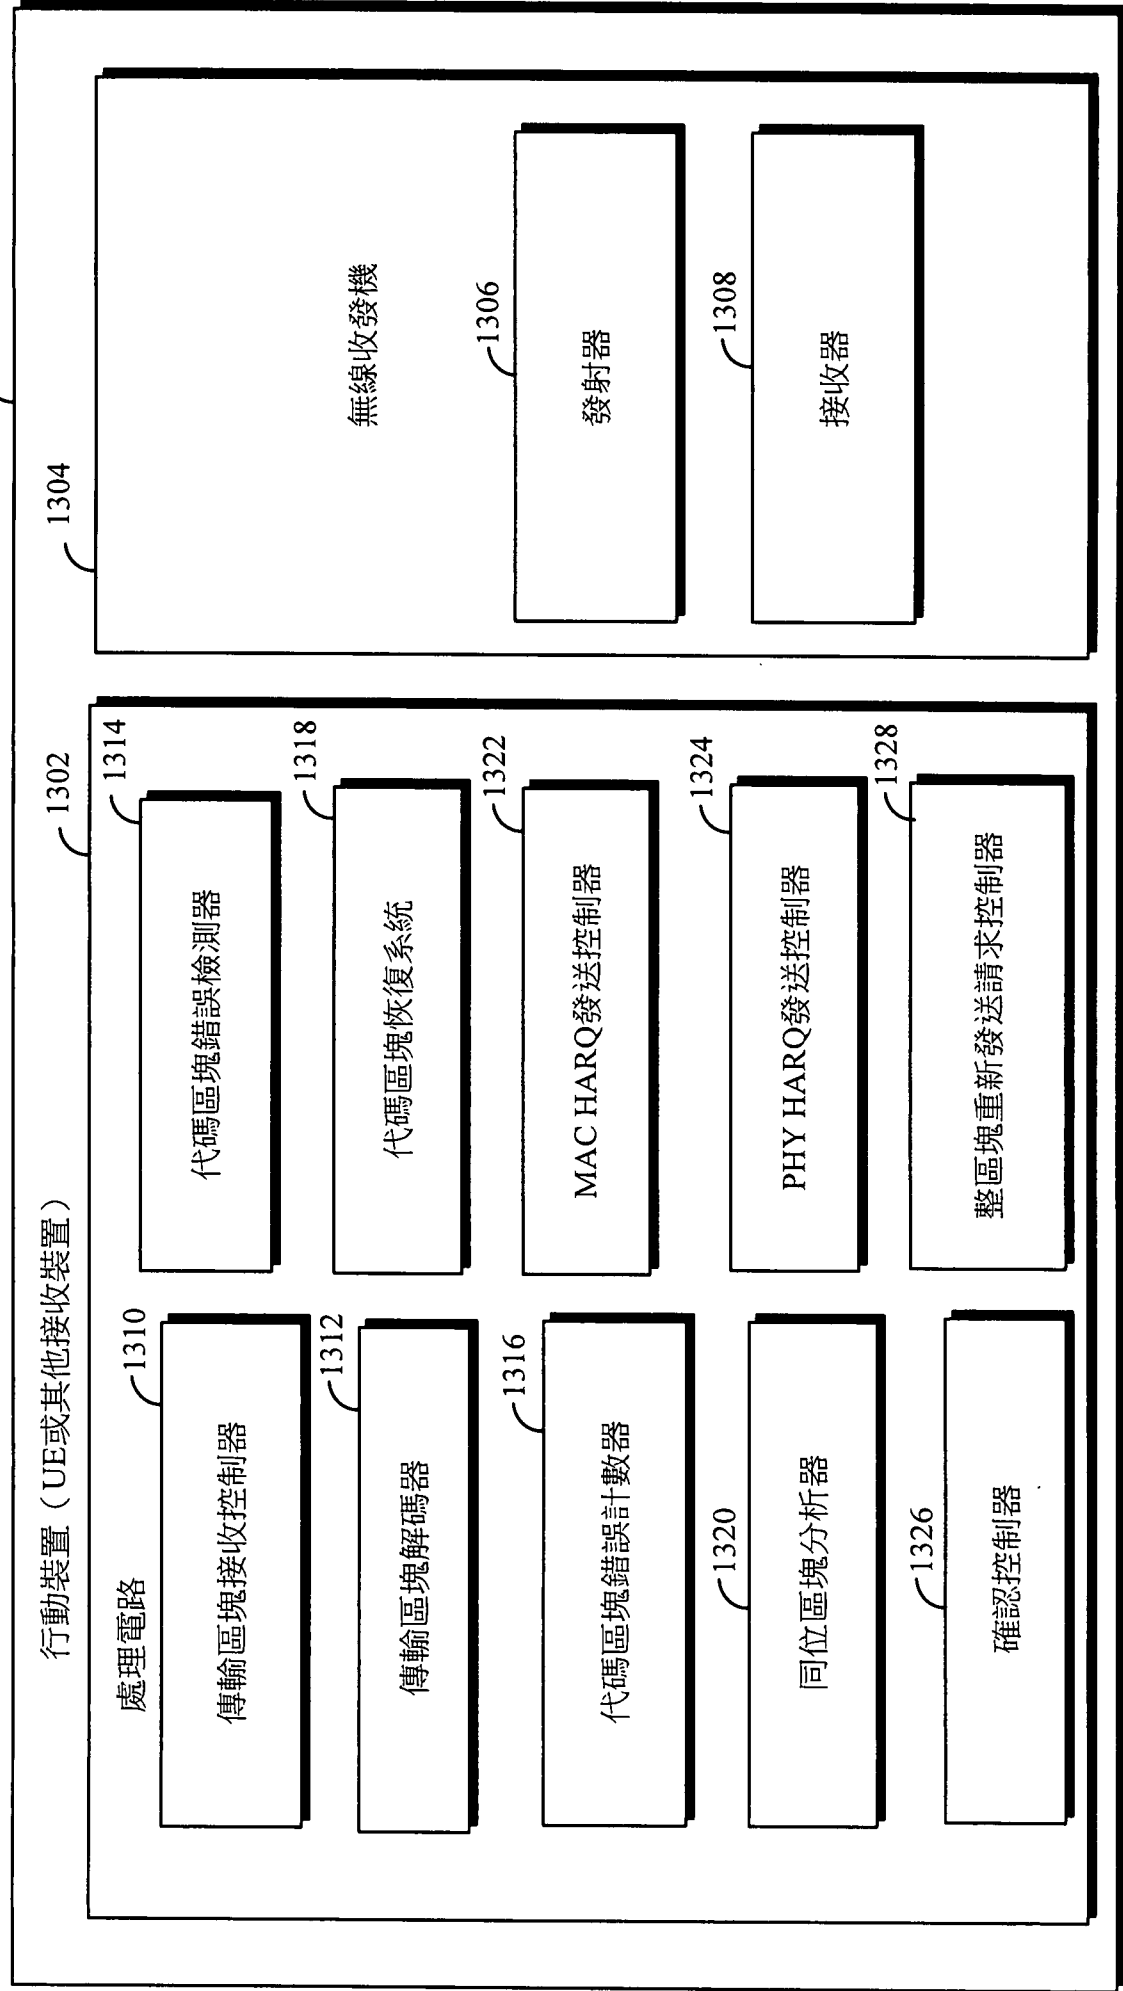 行動裝置（UE或其他接收裝置）
1302
處理電路
1310
傳輸區塊接收控制器
1314
代碼區塊錯誤檢測器
1312
傳輸區塊解碼器
1318
代碼區塊恢復系統
1316
代碼區塊錯誤計數器
1322
MAC HARQ發送控制器
1320
同位區塊分析器
1324
PHY HARQ發送控制器
1326
確認控制器
1328
整區塊重新發送請求控制器
1304
無線收發機
1306
發射器
1308
接收器